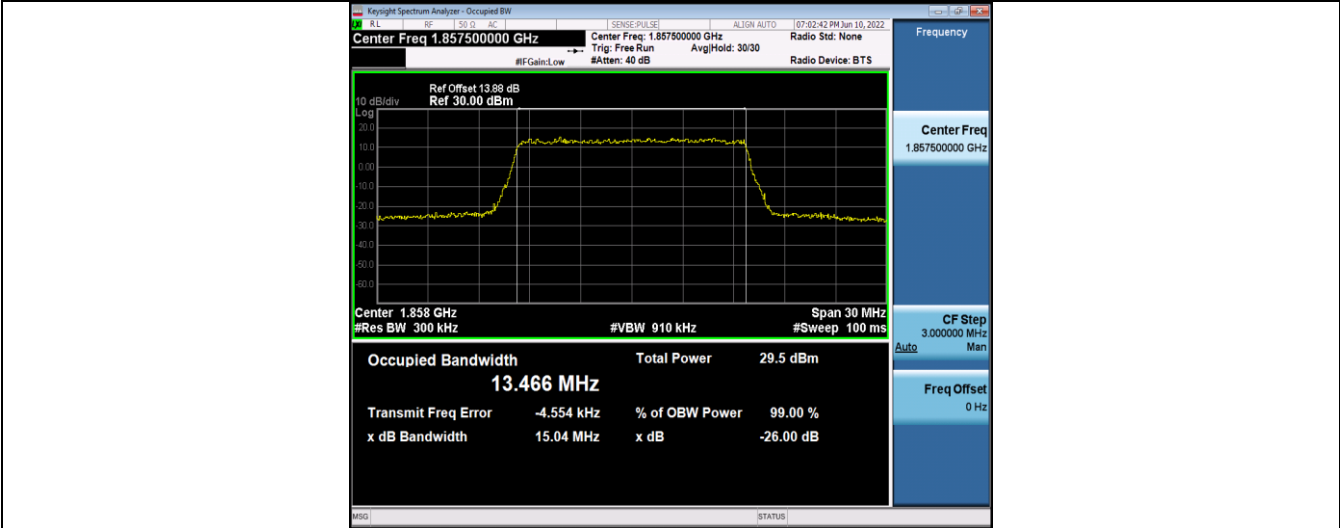 Keysight Spectrum Analyzer - Occupied BW
RL RF 50 Ω AC SENSE:PULSE ALIGN AUTO 07:02:42 PM Jun 10, 2022
Center Freq 1.857500000 GHz
Center Freq: 1.857500000 GHz Radio Std: None
Trig: Free Run Avg|Hold: 30/30
#IFGain:Low #Atten: 40 dB Radio Device: BTS
Frequency
Ref Offset 13.88 dB
10 dB/div Ref 30.00 dBm
Log
20.0
10.0
0.00
-10.0
-20.0
-30.0
-40.0
-50.0
-60.0
Center 1.858 GHz Span 30 MHz
#Res BW 300 kHz #VBW 910 kHz #Sweep 100 ms
Center Freq
1.857500000 GHz
CF Step
3.000000 MHz
Auto Man
Freq Offset
0 Hz
Occupied Bandwidth Total Power 29.5 dBm
13.466 MHz
Transmit Freq Error -4.554 kHz % of OBW Power 99.00 %
x dB Bandwidth 15.04 MHz x dB -26.00 dB
MSG STATUS